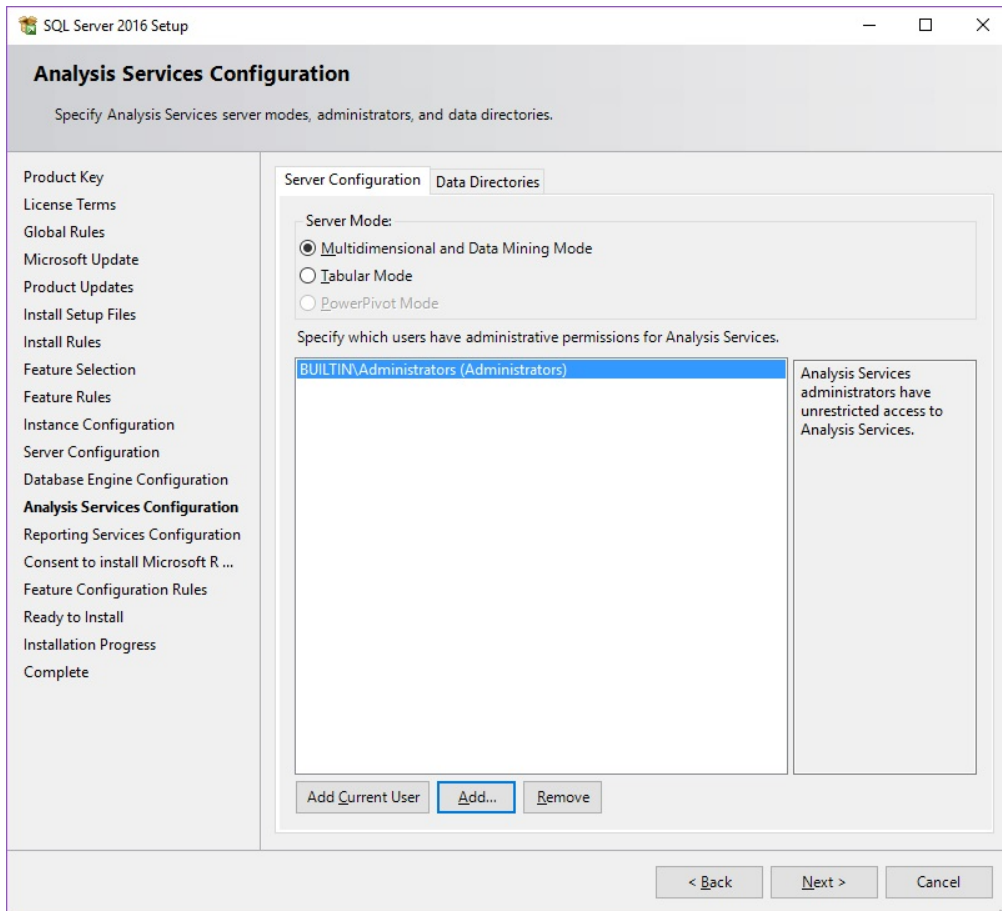 SQL Server 2016 Setup
Analysis Services Configuration
Specify Analysis Services server modes, administrators, and data directories.
Product Key
License Terms
Global Rules
Microsoft Update
Product Updates
Install Setup Files
Install Rules
Feature Selection
Feature Rules
Instance Configuration
Server Configuration
Database Engine Configuration
Analysis Services Configuration
Reporting Services Configuration
Consent to install Microsoft R ...
Feature Configuration Rules
Ready to Install
Installation Progress
Complete
Server Configuration Data Directories
Server Mode:
Multidimensional and Data Mining Mode
Tabular Mode
PowerPivot Mode
Specify which users have administrative permissions for Analysis Services.
BUILTIN\Administrators (Administrators)
Analysis Services
administrators have
unrestricted access to
Analysis Services.
Add Current User Add... Remove
< Back Next > Cancel